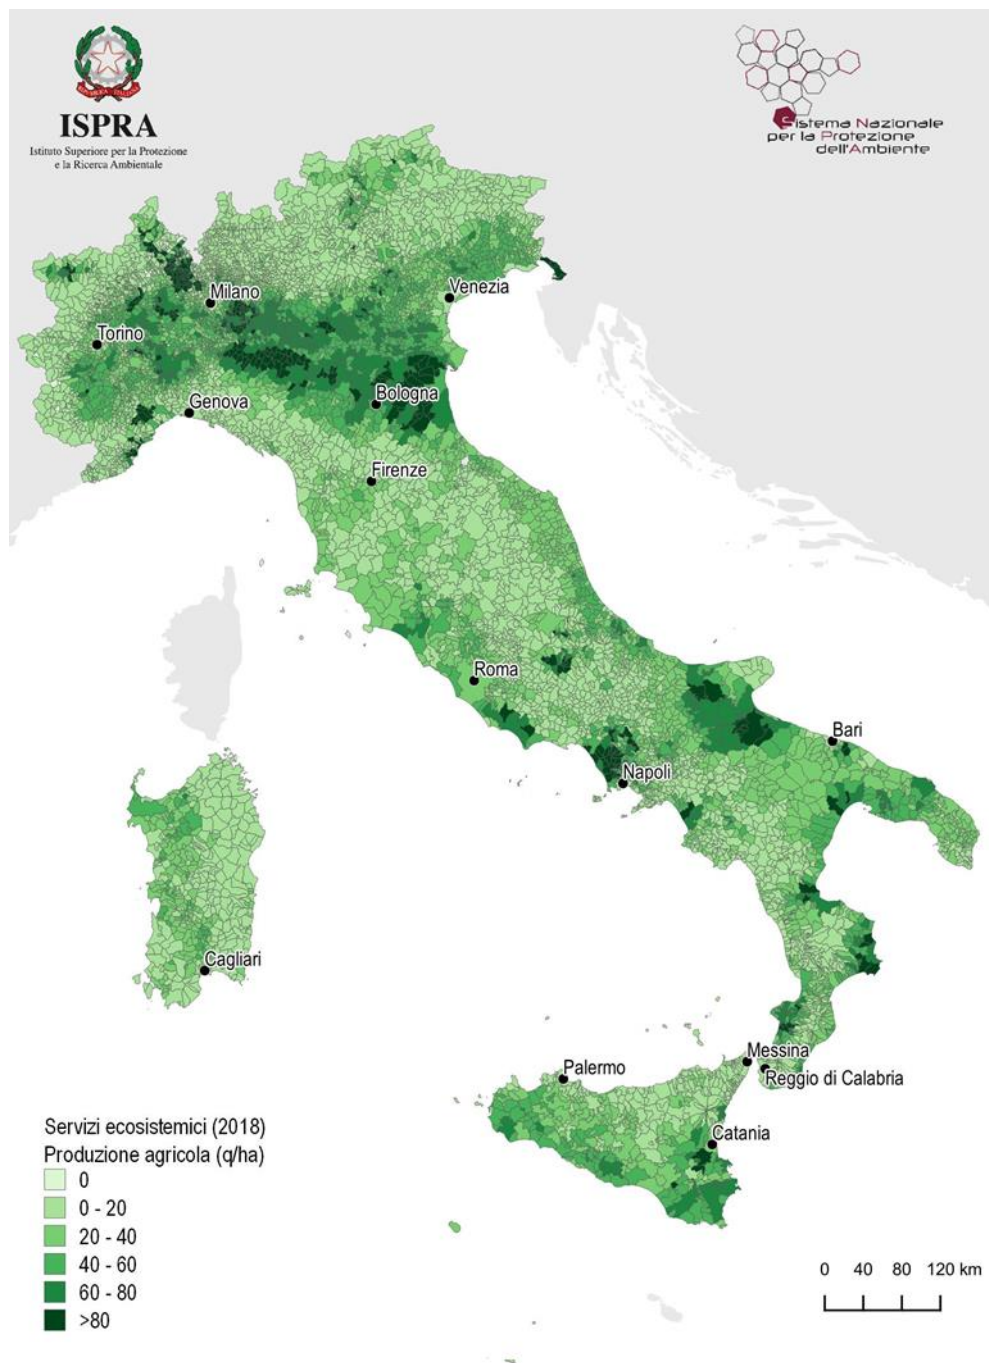 REPVBBLICA ITALIANA
ISPRA
Istituto Superiore per la Protezione
e la Ricerca Ambientale
Sistema Nazionale
per la Protezione
dell'Ambiente
Milano
Venezia
Torino
Genova
Bologna
Firenze
Roma
Bari
Napoli
Cagliari
Messina
Palermo
Reggio di Calabria
Catania
Servizi ecosistemici (2018)
Produzione agricola (q/ha)
0
0 - 20
20 - 40
40 - 60
60 - 80
>80
0 40 80 120 km